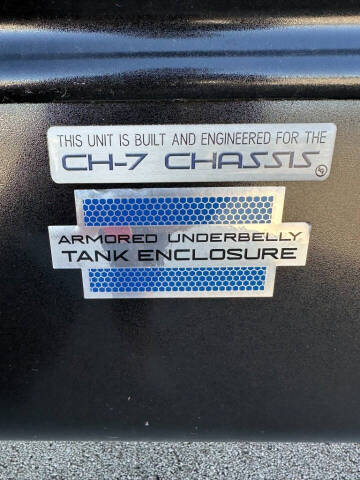 THIS UNIT IS BUILT AND ENGINEERED FOR THE
CH-7 CHASSIS
ARMORED UNDERBELLY
TANK ENCLOSURE